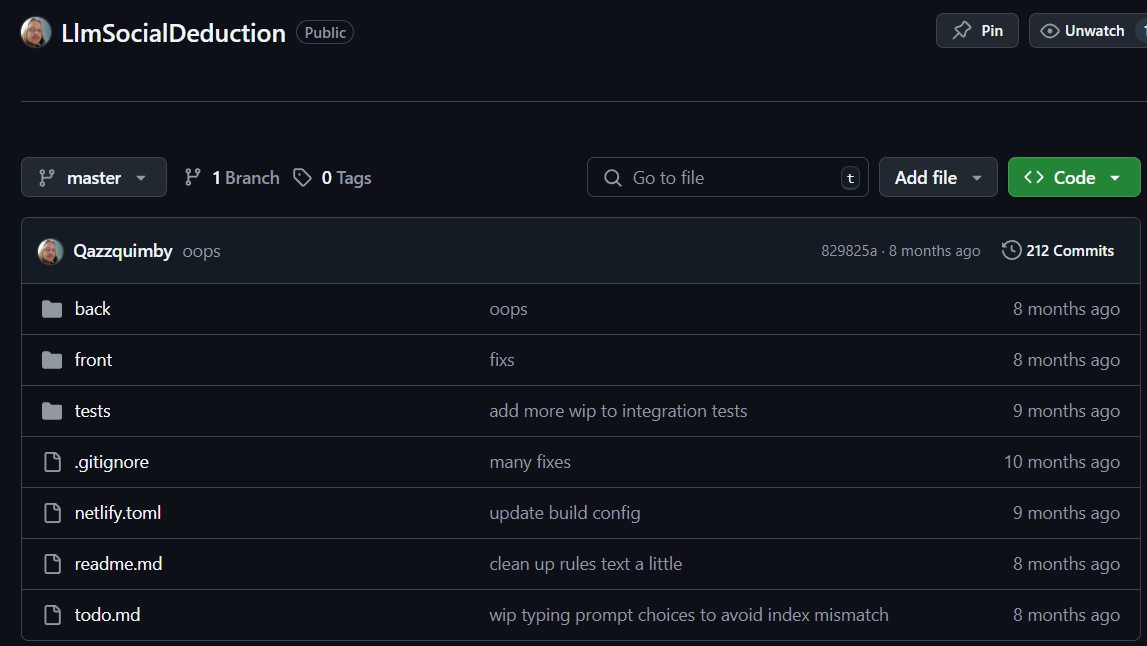 LlmSocialDeduction Public Pin Unwatch 1
master 1 Branch 0 Tags Go to file t Add file Code
Qazzquimby oops 829825a · 8 months ago 212 Commits
back oops 8 months ago
front fixs 8 months ago
tests add more wip to integration tests 9 months ago
.gitignore many fixes 10 months ago
netlify.toml update build config 9 months ago
readme.md clean up rules text a little 8 months ago
todo.md wip typing prompt choices to avoid index mismatch 8 months ago